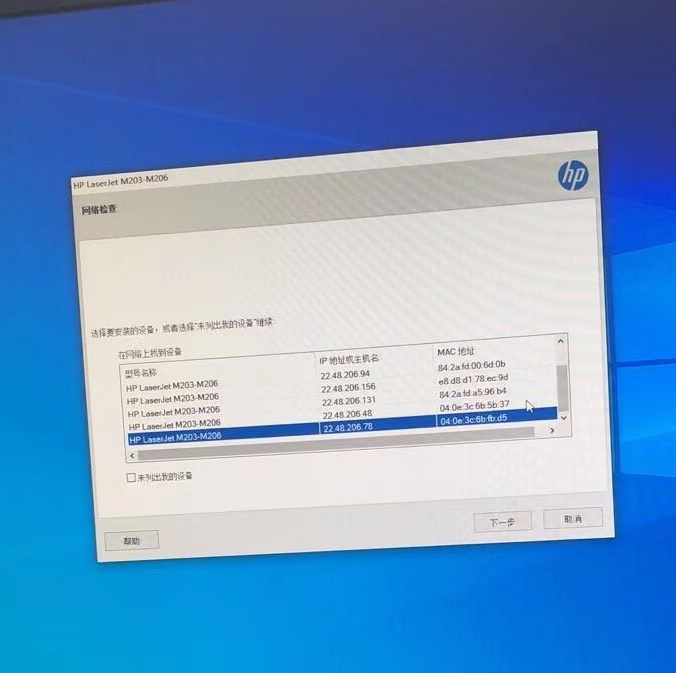 HP LaserJet M203-M206
hp
网络检查
选择要安装的设备，或者选择"未列出我的设备"继续
在网络上找到设备
型号名称 IP 地址或主机名 MAC 地址
HP LaserJet M203-M206 22.48.206.94 84:2a:fd:00:6d:0b
HP LaserJet M203-M206 22.48.206.156 e8:d8:d1:78:ec:9d
HP LaserJet M203-M206 22.48.206.131 84:2a:fd:a5:96:b4
HP LaserJet M203-M206 22.48.206.48 04:0e:3c:6b:5b:37
HP LaserJet M203-M206 22.48.206.78 04:0e:3c:6b:fb:d5
未列出我的设备
帮助 下一步 取消